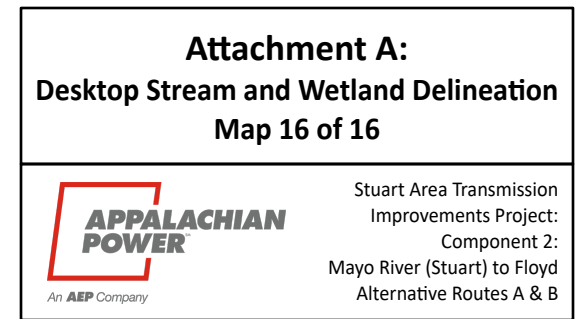 Attachment A:
Desktop Stream and Wetland Delineation
Map 16 of 16
APPALACHIAN
POWER™
An AEP Company
Stuart Area Transmission
Improvements Project:
Component 2:
Mayo River (Stuart) to Floyd
Alternative Routes A & B